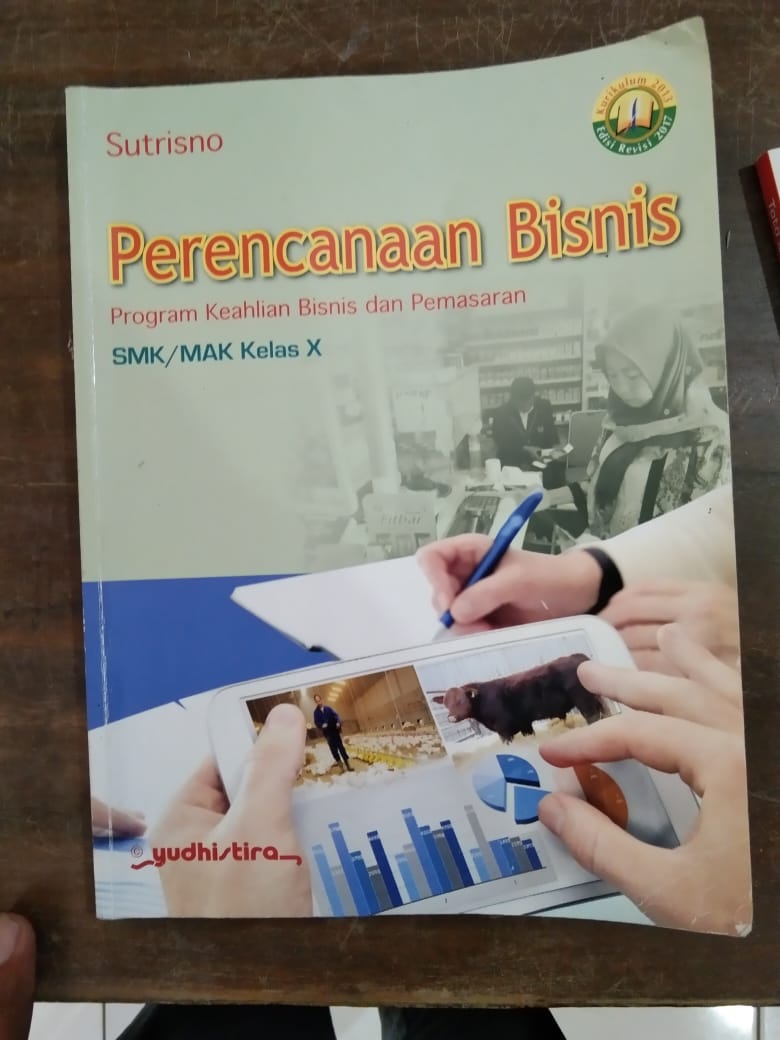 Sutrisno
Kurikulum 2013
Edisi Revisi 2017
Perencanaan Bisnis
Program Keahlian Bisnis dan Pemasaran
SMK/MAK Kelas X
© yudhistira